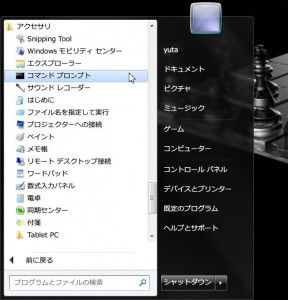 アクセサリ
Snipping Tool
Windows モビリティ センター
エクスプローラー
コマンド プロンプト
サウンド レコーダー
はじめに
ファイル名を指定して実行
プロジェクターへの接続
ペイント
メモ帳
リモート デスクトップ接続
ワードパッド
数式入力パネル
電卓
同期センター
付箋
Tablet PC
前に戻る
プログラムとファイルの検索
yuta
ドキュメント
ピクチャ
ミュージック
ゲーム
コンピューター
コントロール パネル
デバイスとプリンター
既定のプログラム
ヘルプとサポート
シャットダウン